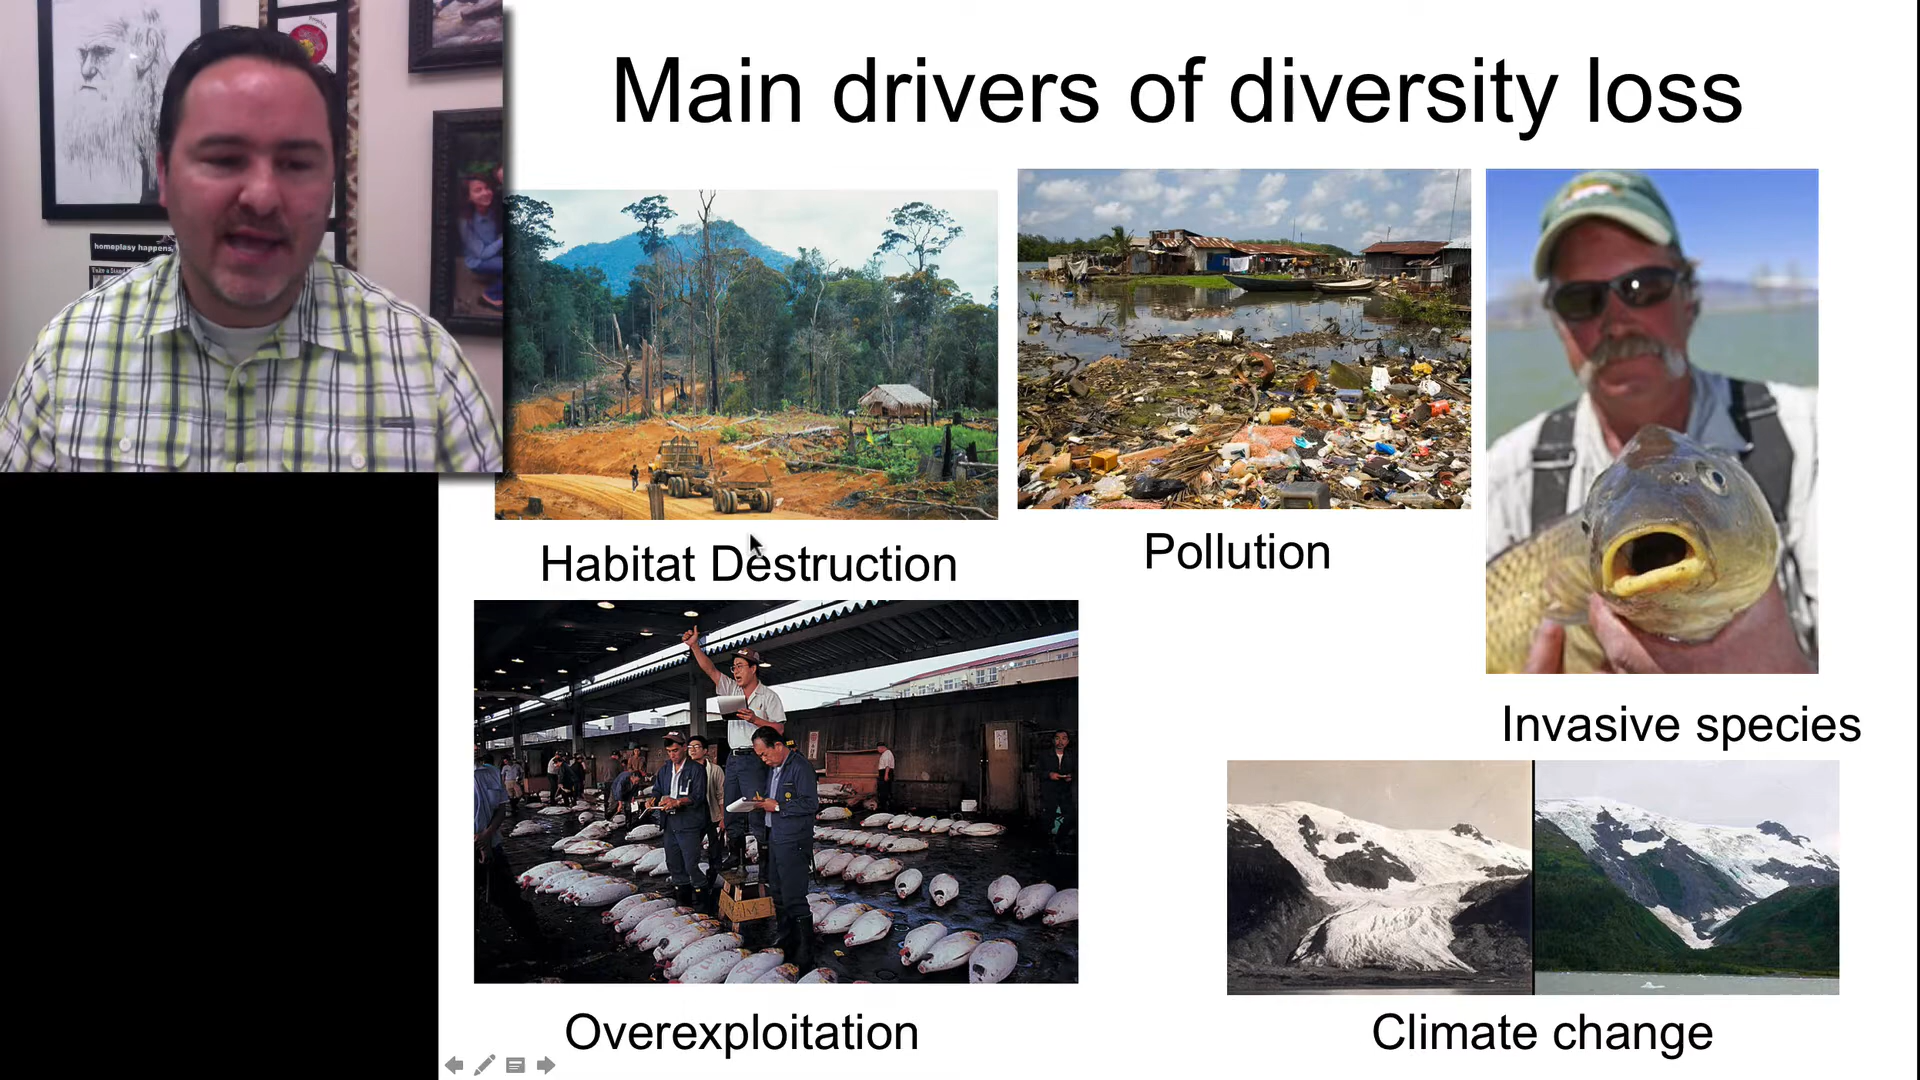 Main drivers of diversity loss
homeplasy happens
Habitat Destruction
Pollution
Invasive species
Overexploitation
Climate change